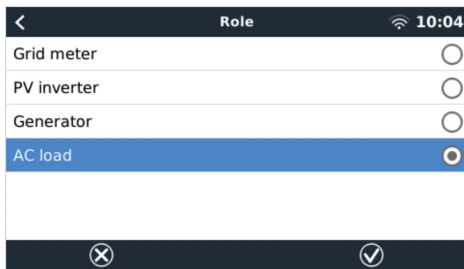 Role
10:04
Grid meter
PV inverter
Generator
AC load